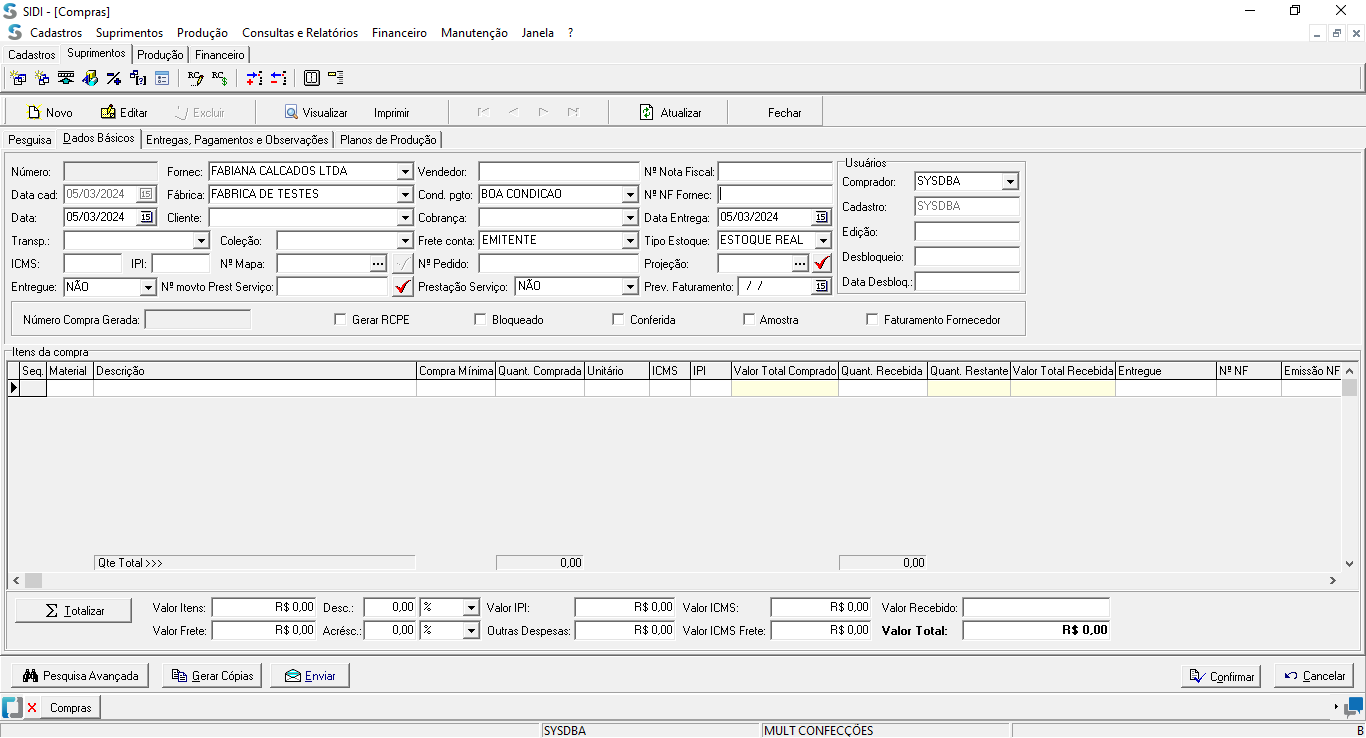 SIDI - [Compras]
Cadastros Suprimentos Produção Consultas e Relatórios Financeiro Manutenção Janela ?
Cadastros Suprimentos Produção Financeiro
Novo Editar Excluir Visualizar Imprimir Atualizar Fechar
Pesquisa Dados Básicos Entregas, Pagamentos e Observações Planos de Produção
Usuários
Número: Fornec: FABIANA CALCADOS LTDA Vendedor: Nº Nota Fiscal: Comprador: SYSDBA
Data cad: 05/03/2024 15 Fábrica: FABRICA DE TESTES Cond. pgto: BOA CONDICAO Nº NF Fornec: Cadastro: SYSDBA
Data: 05/03/2024 15 Cliente: Cobrança: Data Entrega: 05/03/2024 15 Edição:
Transp.: Coleção: Frete conta: EMITENTE Tipo Estoque: ESTOQUE REAL
ICMS: IPI: Nº Mapa: ... Nº Pedido: Projeção: ... Desbloqueio:
Entregue: NÃO Nº movto Prest Serviço: Prestação Serviço: NÃO Prev. Faturamento: / / 15 Data Desbloq.:
Número Compra Gerada: Gerar RCPE Bloqueado Conferida Amostra Faturamento Fornecedor
Itens da compra
Seq. Material Descrição Compra Mínima Quant. Comprada Unitário ICMS IPI Valor Total Comprado Quant. Recebida Quant. Restante Valor Total Recebida Entregue Nº NF Emissão NF
Qte Total >>> 0,00 0,00
Σ Totalizar Valor Itens: R$ 0,00 Desc.: 0,00 % Valor IPI: R$ 0,00 Valor ICMS: R$ 0,00 Valor Recebido:
Valor Frete: R$ 0,00 Acrésc.: 0,00 % Outras Despesas: R$ 0,00 Valor ICMS Frete: R$ 0,00 Valor Total: R$ 0,00
Pesquisa Avançada Gerar Cópias Enviar Confirmar Cancelar
Compras
SYSDBA MULT CONFECÇÕES B